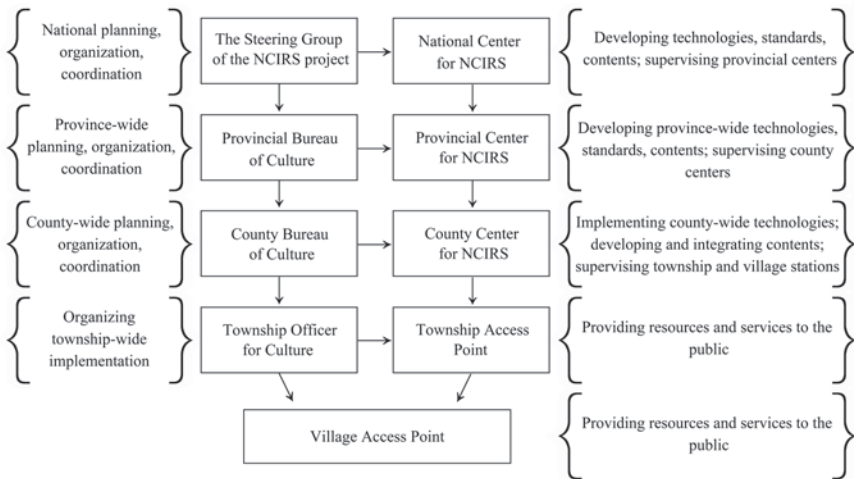 National planning,
organization,
coordination
The Steering Group
of the NCIRS project
National Center
for NCIRS
Developing technologies, standards,
contents; supervising provincial centers
Province-wide
planning, organization,
coordination
Provincial Bureau
of Culture
Provincial Center
for NCIRS
Developing province-wide technologies,
standards, contents; supervising county
centers
County-wide planning,
organization,
coordination
County Bureau
of Culture
County Center
for NCIRS
Implementing county-wide technologies;
developing and integrating contents;
supervising township and village stations
Organizing
township-wide
implementation
Township Officer
for Culture
Township Access
Point
Providing resources and services to the
public
Village Access Point
Providing resources and services to the
public